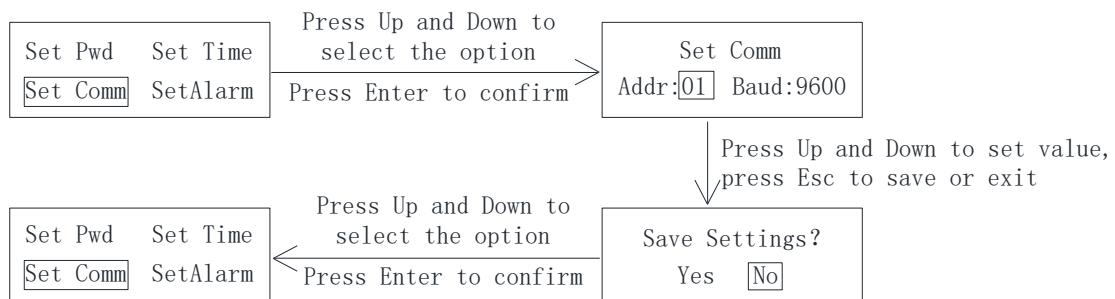 Set Pwd Set Time
Set Comm SetAlarm
Press Up and Down to
select the option
Press Enter to confirm
Set Comm
Addr:01 Baud:9600
Press Up and Down to set value,
press Esc to save or exit
Save Settings?
Yes No
Press Up and Down to
select the option
Press Enter to confirm
Set Pwd Set Time
Set Comm SetAlarm